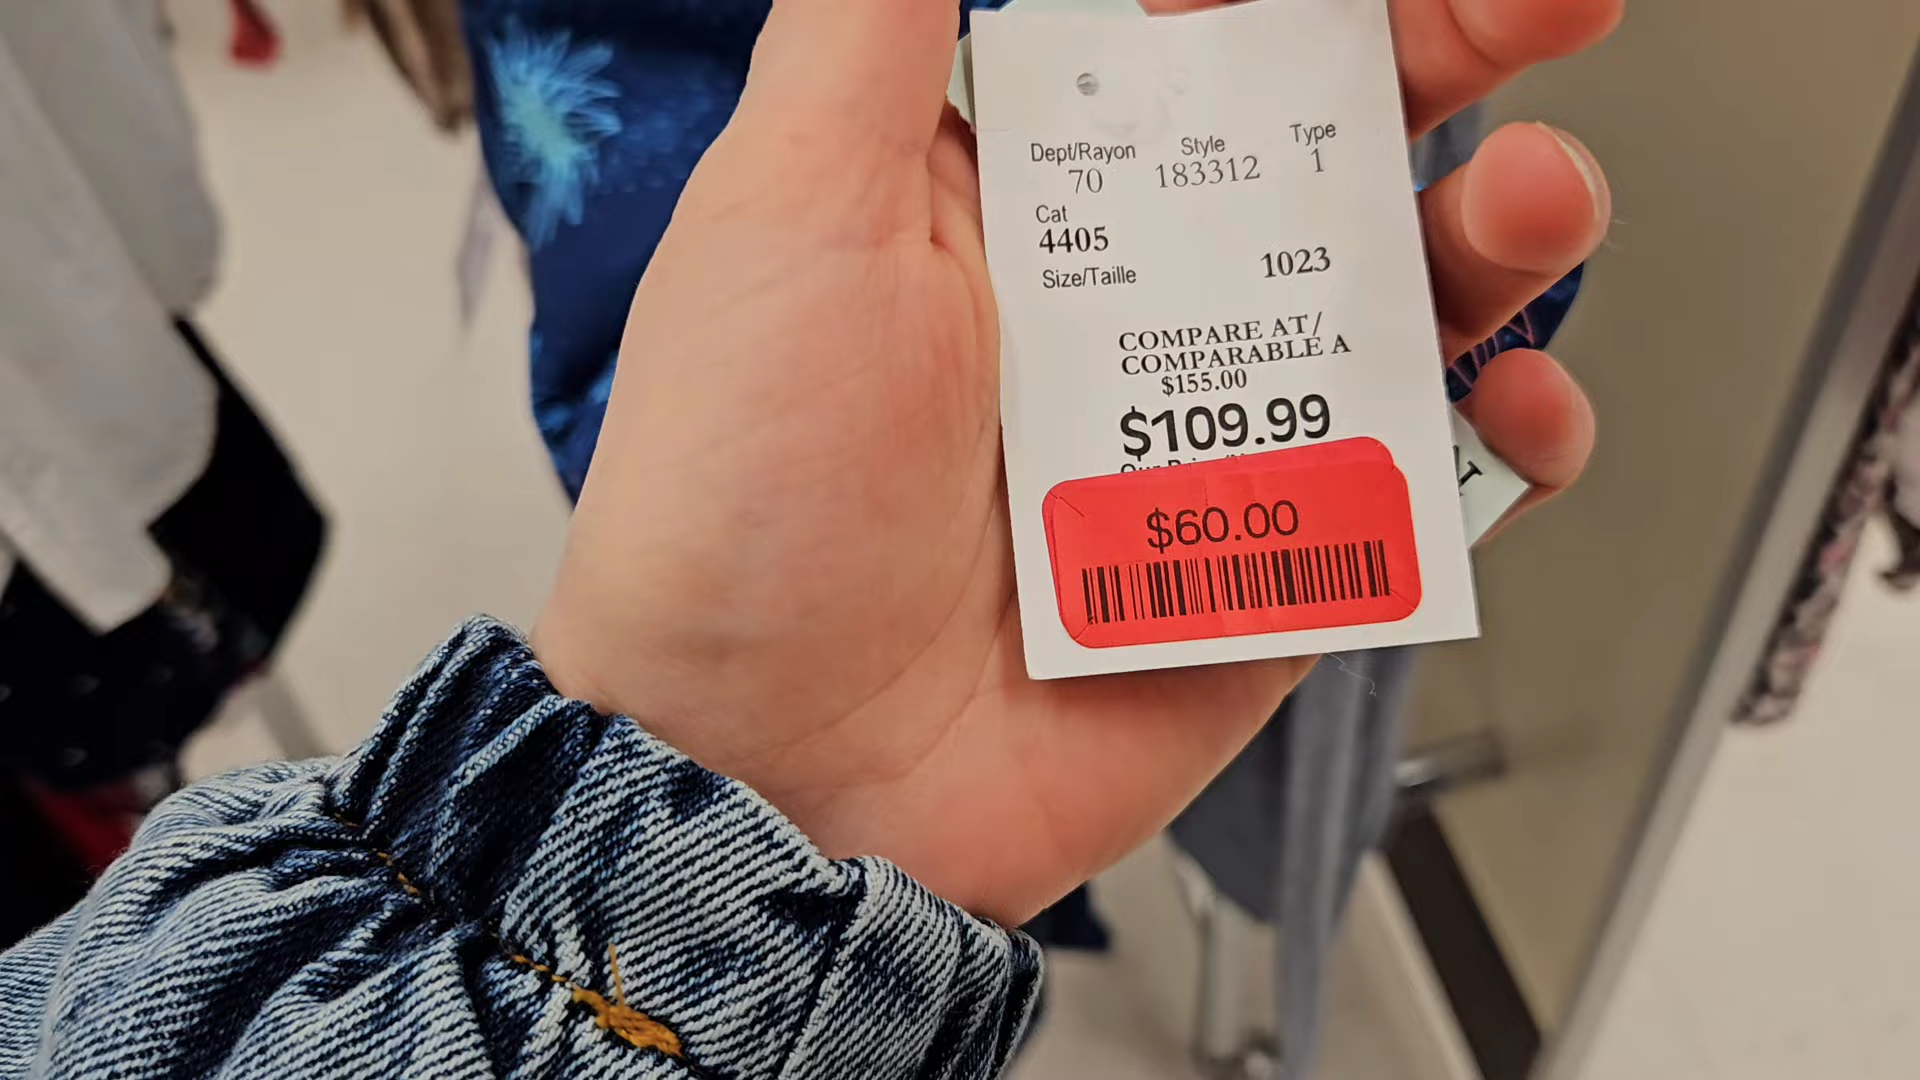 Dept/Rayon Style Type
70 183312 1
Cat
4405
Size/Taille 1023
COMPARE AT/
COMPARABLE A
$155.00
$109.99
$60.00